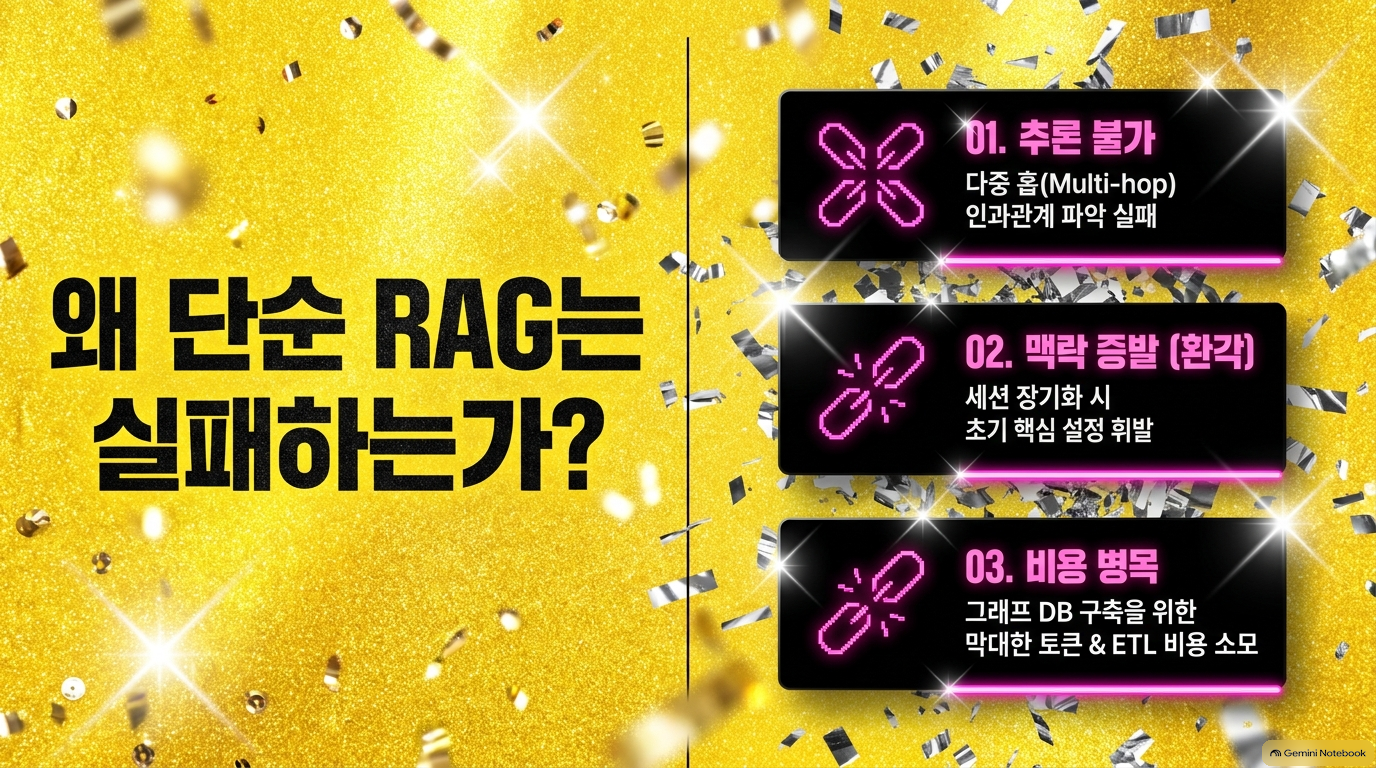 왜 단순 RAG는
실패하는가?
01. 추론 불가
다중 홉(Multi-hop)
인과관계 파악 실패
02. 맥락 증발 (환각)
세션 장기화 시
초기 핵심 설정 휘발
03. 비용 병목
그래프 DB 구축을 위한
막대한 토큰 & ETL 비용 소모
Gemini Notebook